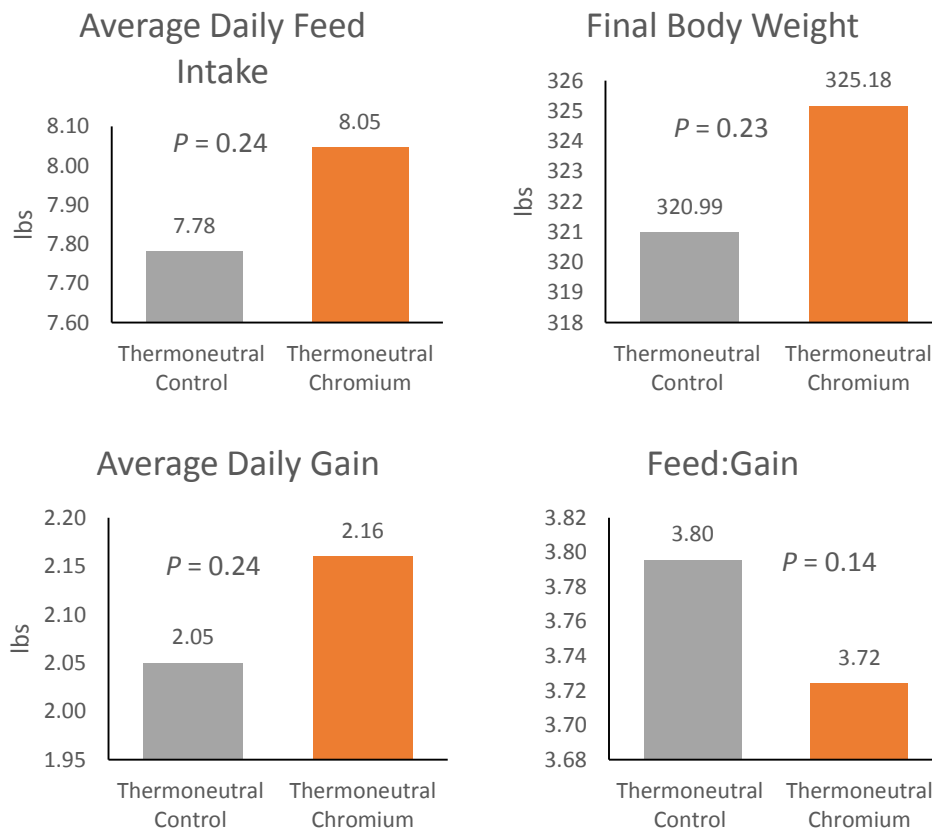 Average Daily Feed
Intake
lbs
8.10
8.00
7.90
7.80
7.70
7.60
P = 0.24
7.78
8.05
Thermoneutral
Control
Thermoneutral
Chromium
Final Body Weight
lbs
326
325
324
323
322
321
320
319
318
P = 0.23
320.99
325.18
Thermoneutral
Control
Thermoneutral
Chromium
Average Daily Gain
lbs
2.20
2.15
2.10
2.05
2.00
1.95
P = 0.24
2.05
2.16
Thermoneutral
Control
Thermoneutral
Chromium
Feed:Gain
3.82
3.80
3.78
3.76
3.74
3.72
3.70
3.68
3.80
P = 0.14
3.72
Thermoneutral
Control
Thermoneutral
Chromium